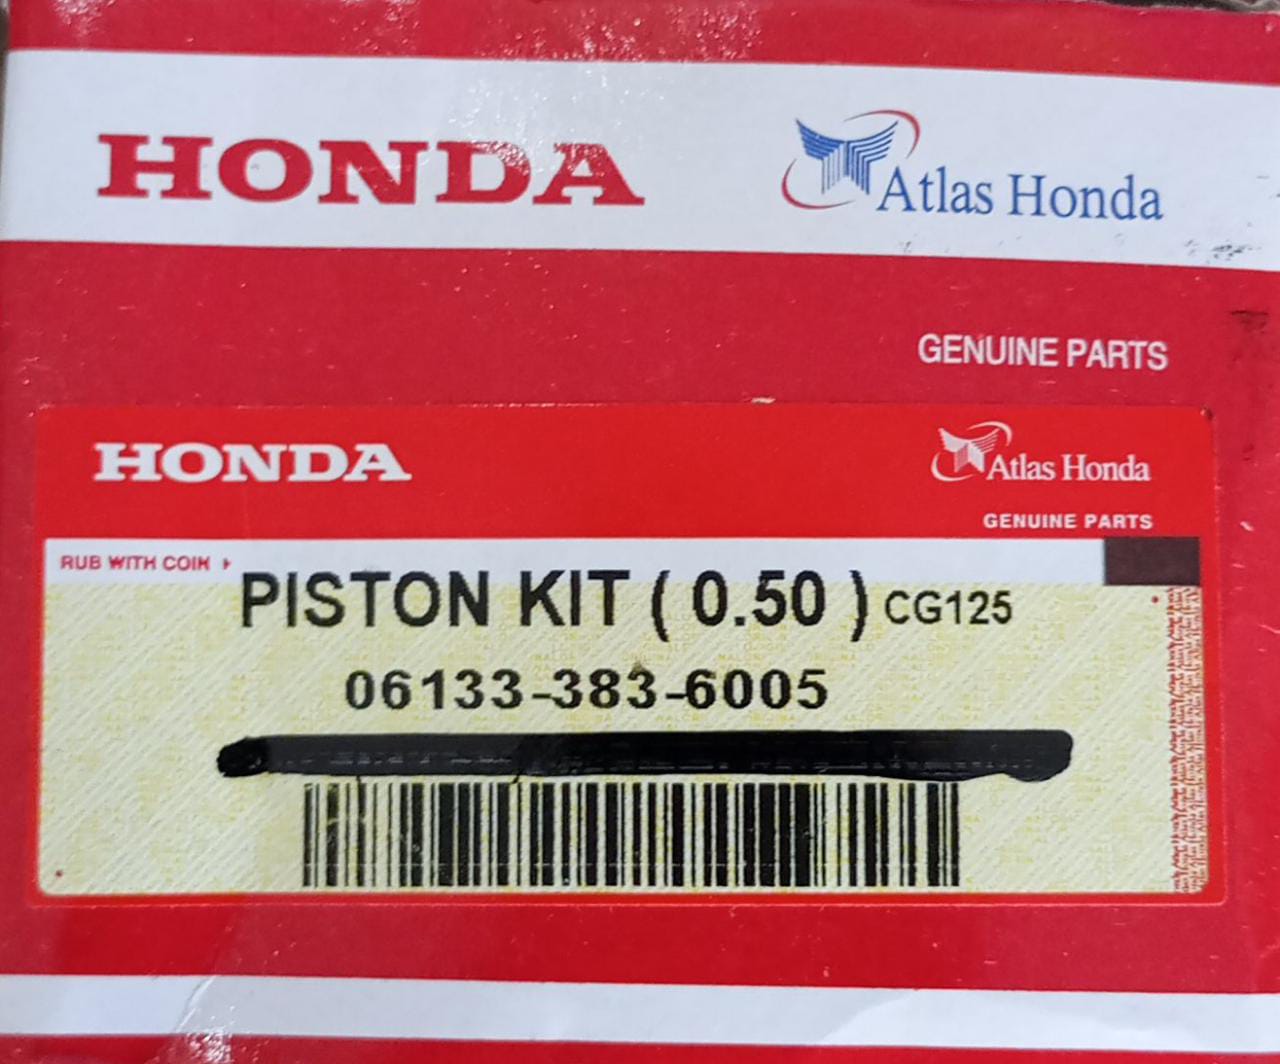 HONDA
Atlas Honda
GENUINE PARTS
HONDA
Atlas Honda
GENUINE PARTS
RUB WITH COIN
PISTON KIT ( 0.50 ) CG125
06133-383-6005